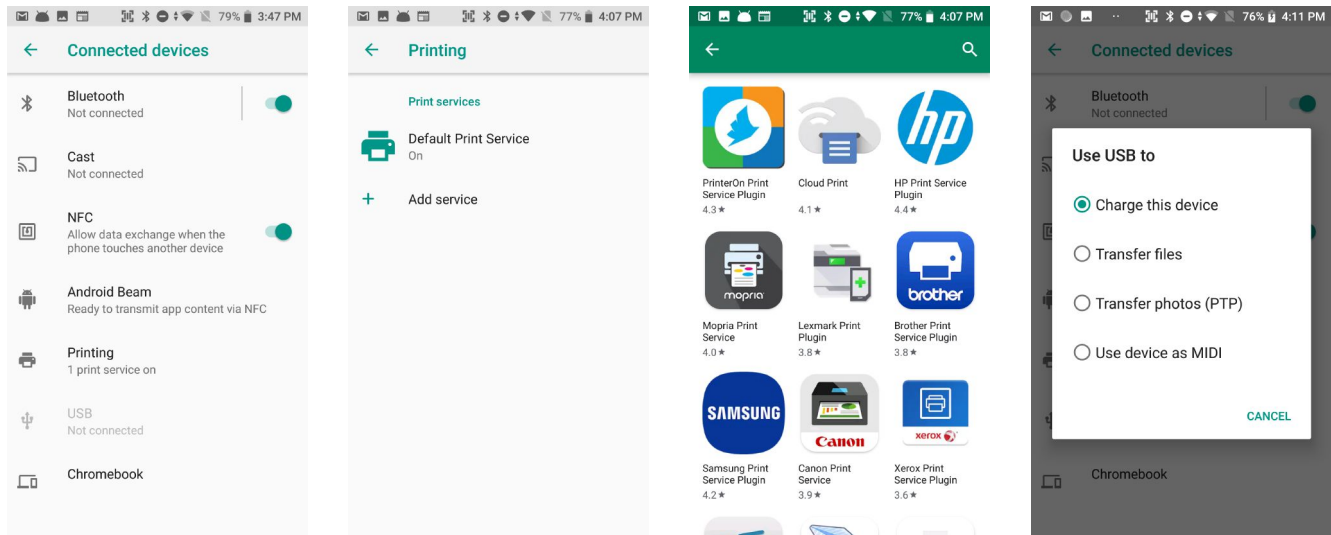 79% 3:47 PM
Connected devices
Bluetooth
Not connected
Cast
Not connected
NFC
Allow data exchange when the
phone touches another device
Android Beam
Ready to transmit app content via NFC
Printing
1 print service on
USB
Not connected
Chromebook
77% 4:07 PM
Printing
Print services
Default Print Service
On
Add service
77% 4:07 PM
PrinterOn Print
Service Plugin
4.3★
Cloud Print
4.1★
hp
HP Print Service
Plugin
4.4★
mopria
Mopria Print
Service
4.0★
Lexmark Print
Plugin
3.8★
brother
Brother Print
Service Plugin
3.8★
SAMSUNG
Samsung Print
Service Plugin
4.2★
Canon
Canon Print
Service
3.9★
xerox
Xerox Print
Service Plugin
3.6★
76% 4:11 PM
Connected devices
Bluetooth
Not connected
Use USB to
Charge this device
Transfer files
Transfer photos (PTP)
Use device as MIDI
CANCEL
Chromebook